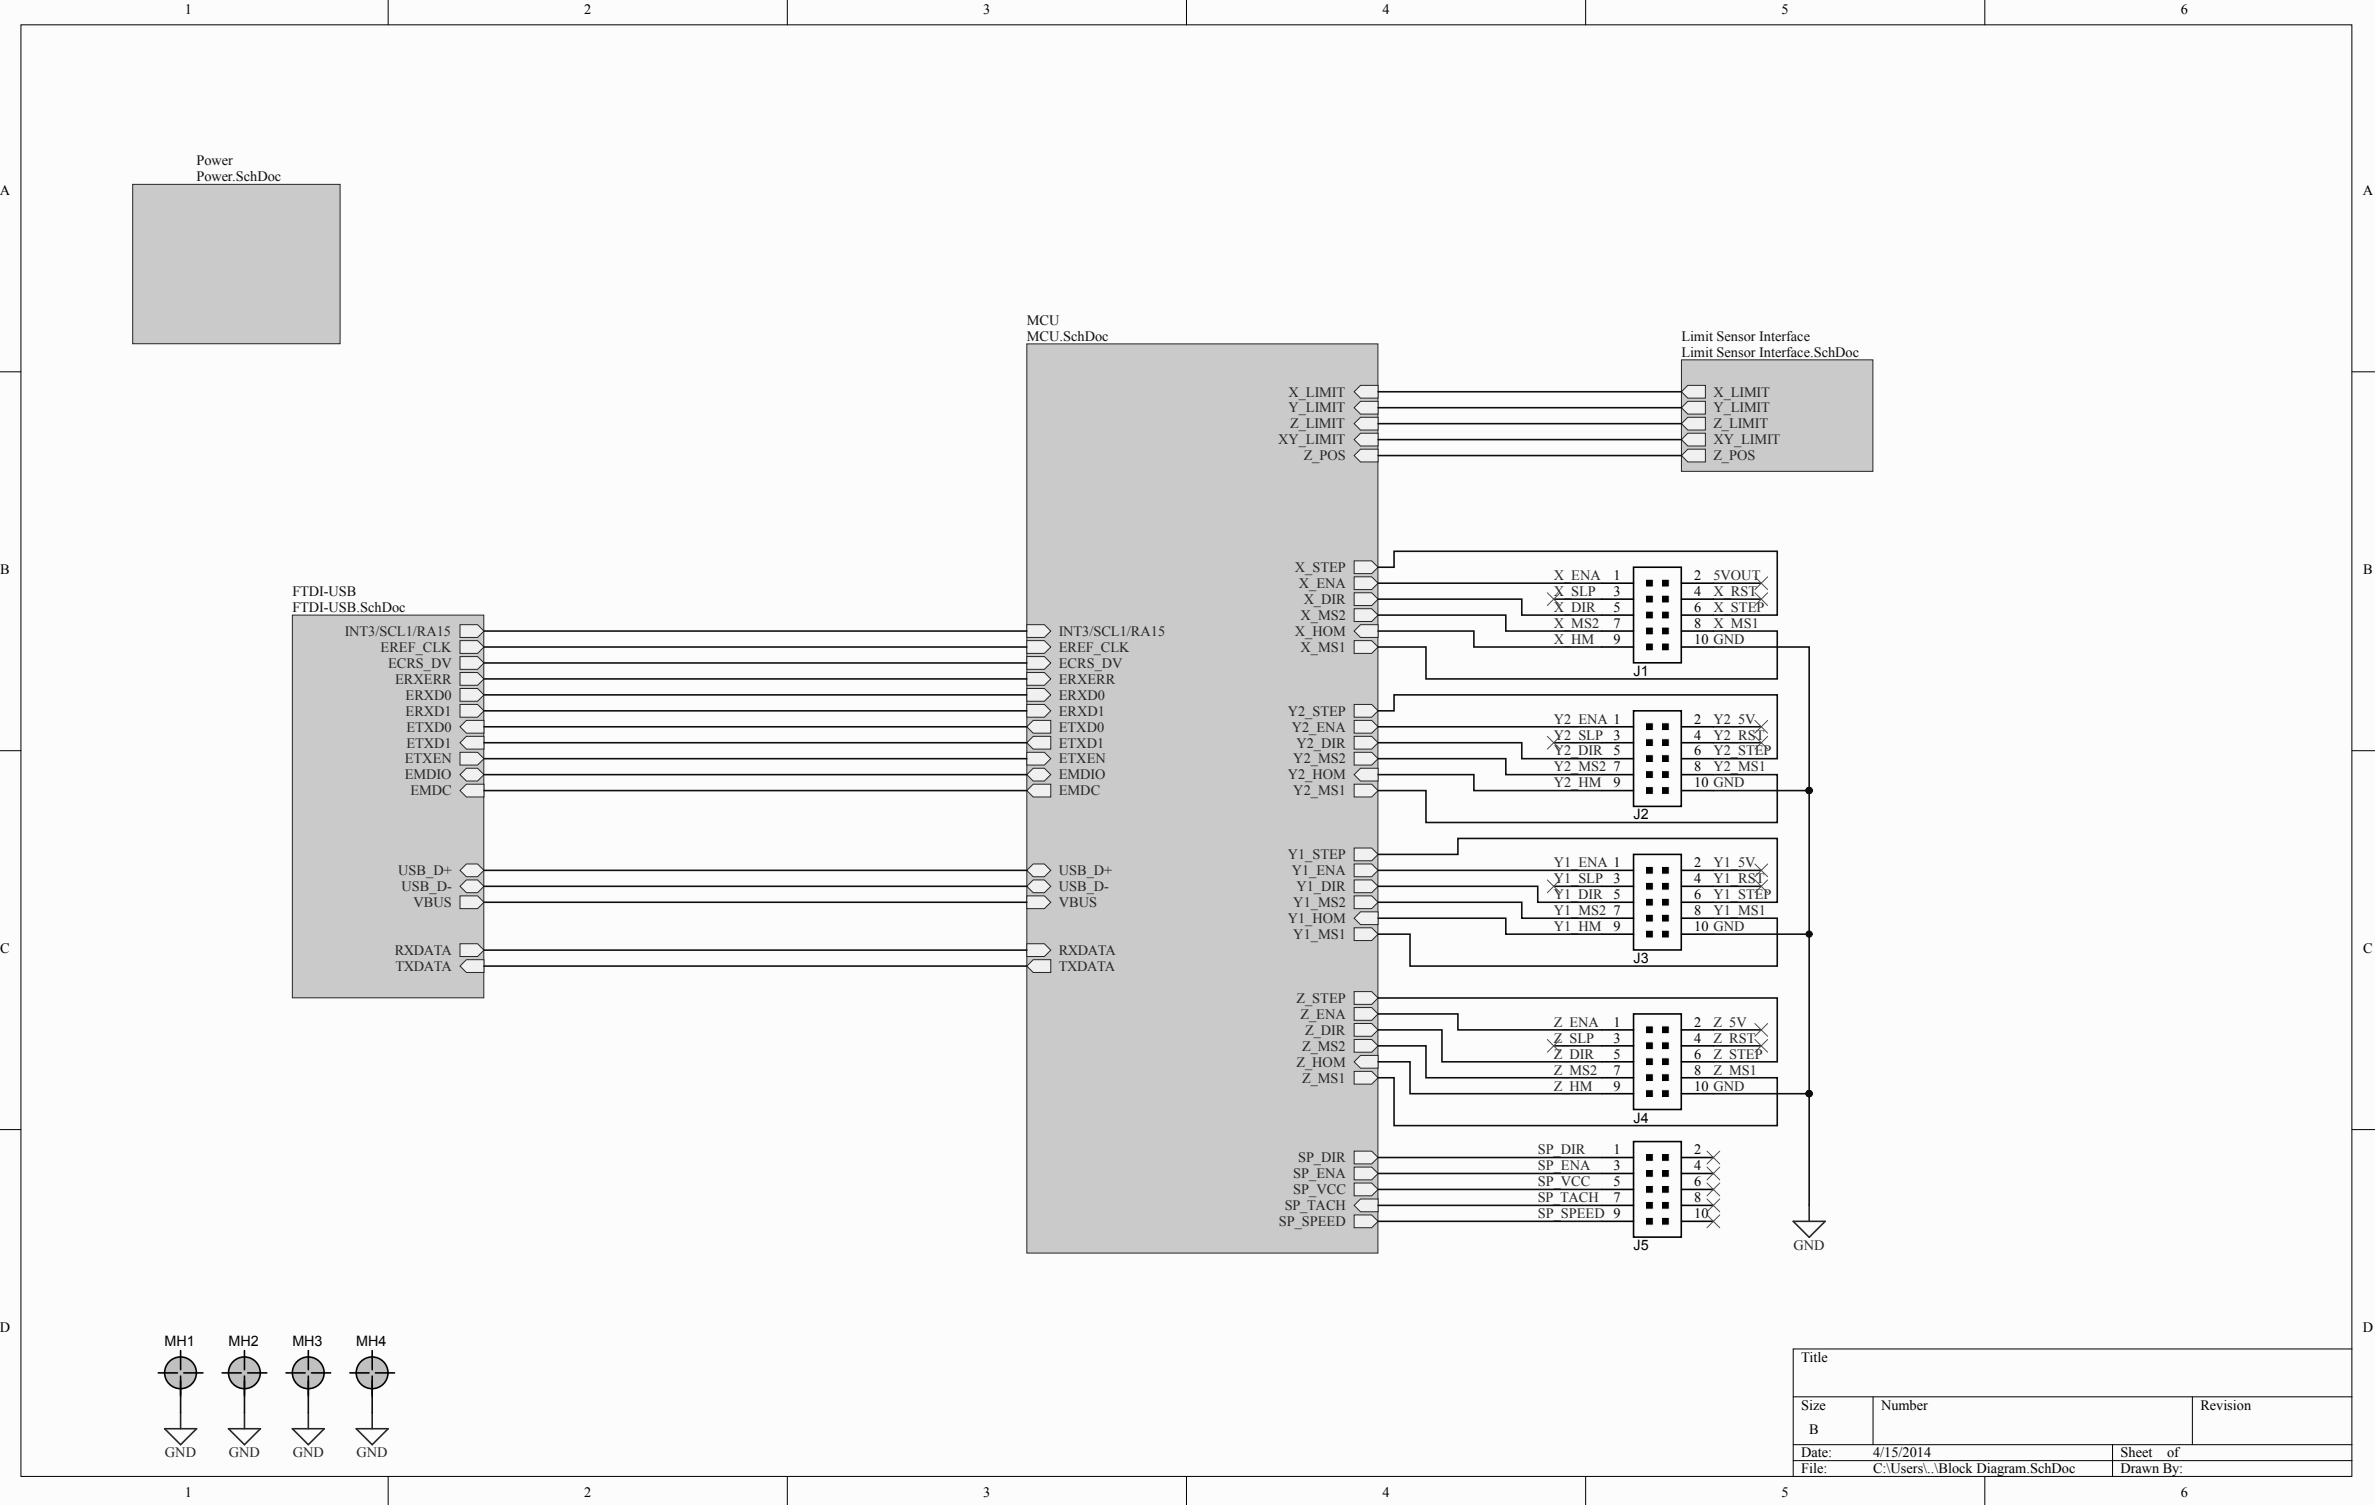 1 2 3 4 5 6
A A
B B
C C
D D
Power
Power.SchDoc
MCU
MCU.SchDoc
Limit Sensor Interface
Limit Sensor Interface.SchDoc
X_LIMIT X_LIMIT
Y_LIMIT Y_LIMIT
Z_LIMIT Z_LIMIT
XY_LIMIT XY_LIMIT
Z_POS Z_POS
FTDI-USB
FTDI-USB.SchDoc
INT3/SCL1/RA15 INT3/SCL1/RA15
EREF_CLK EREF_CLK
ECRS_DV ECRS_DV
ERXERR ERXERR
ERXD0 ERXD0
ERXD1 ERXD1
ETXD0 ETXD0
ETXD1 ETXD1
ETXEN ETXEN
EMDIO EMDIO
EMDC EMDC
USB_D+ USB_D+
USB_D- USB_D-
VBUS VBUS
RXDATA RXDATA
TXDATA TXDATA
X_STEP
X_ENA
X_DIR
X_MS2
X_HOM
X_MS1
X_ENA 1 2 5VOUT
X_SLP 3 4 X_RST
X_DIR 5 6 X_STEP
X_MS2 7 8 X_MS1
X_HM 9 10 GND
J1
Y2_STEP
Y2_ENA
Y2_DIR
Y2_MS2
Y2_HOM
Y2_MS1
Y2_ENA 1 2 Y2_5V
Y2_SLP 3 4 Y2_RST
Y2_DIR 5 6 Y2_STEP
Y2_MS2 7 8 Y2_MS1
Y2_HM 9 10 GND
J2
Y1_STEP
Y1_ENA
Y1_DIR
Y1_MS2
Y1_HOM
Y1_MS1
Y1_ENA 1 2 Y1_5V
Y1_SLP 3 4 Y1_RST
Y1_DIR 5 6 Y1_STEP
Y1_MS2 7 8 Y1_MS1
Y1_HM 9 10 GND
J3
Z_STEP
Z_ENA
Z_DIR
Z_MS2
Z_HOM
Z_MS1
Z_ENA 1 2 Z_5V
Z_SLP 3 4 Z_RST
Z_DIR 5 6 Z_STEP
Z_MS2 7 8 Z_MS1
Z_HM 9 10 GND
J4
SP_DIR SP_DIR 1 2
SP_ENA SP_ENA 3 4
SP_VCC SP_VCC 5 6
SP_TACH SP_TACH 7 8
SP_SPEED SP_SPEED 9 10
J5
GND
MH1 MH2 MH3 MH4
GND GND GND GND
Title
Size Number Revision
B
Date: 4/15/2014 Sheet of
File: C:\Users\..\Block Diagram.SchDoc Drawn By:
1 2 3 4 5 6